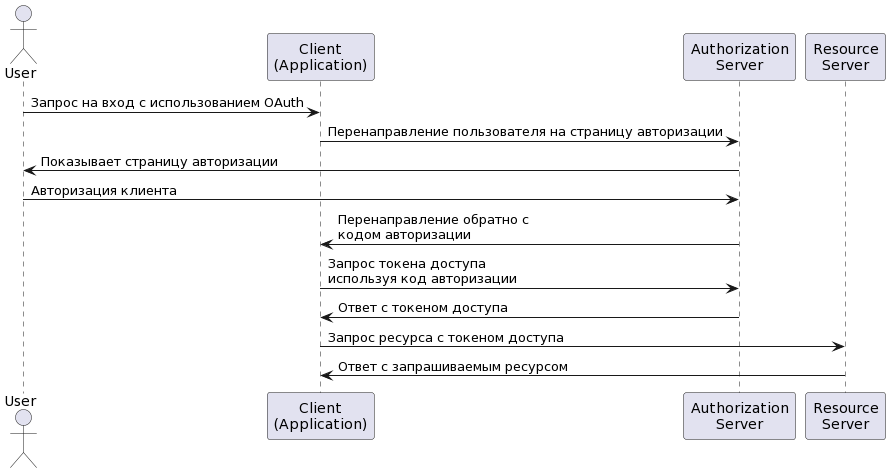 User
Client
(Application)
Authorization
Server
Resource
Server
Запрос на вход с использованием OAuth
Перенаправление пользователя на страницу авторизации
Показывает страницу авторизации
Авторизация клиента
Перенаправление обратно с
кодом авторизации
Запрос токена доступа
используя код авторизации
Ответ с токеном доступа
Запрос ресурса с токеном доступа
Ответ с запрашиваемым ресурсом
User
Client
(Application)
Authorization
Server
Resource
Server